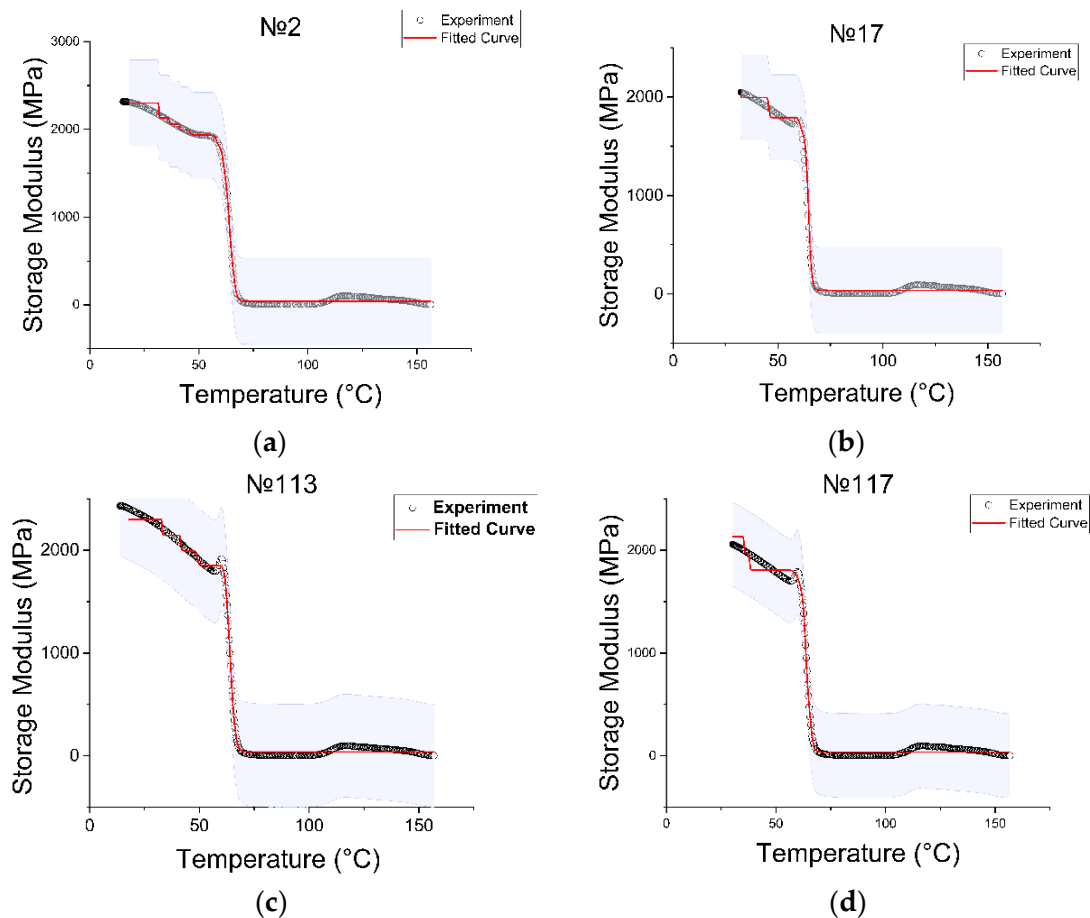 №2
Experiment
Fitted Curve
3000
2000
1000
0
Storage Modulus (MPa)
0 50 100 150
Temperature (°C)
(a)
№17
Experiment
Fitted Curve
2000
1000
0
Storage Modulus (MPa)
0 50 100 150
Temperature (°C)
(b)
№113
Experiment
Fitted Curve
2000
1000
0
Storage Modulus (MPa)
0 50 100 150
Temperature (°C)
(c)
№117
Experiment
Fitted Curve
2000
1000
0
Storage Modulus (MPa)
0 50 100 150
Temperature (°C)
(d)